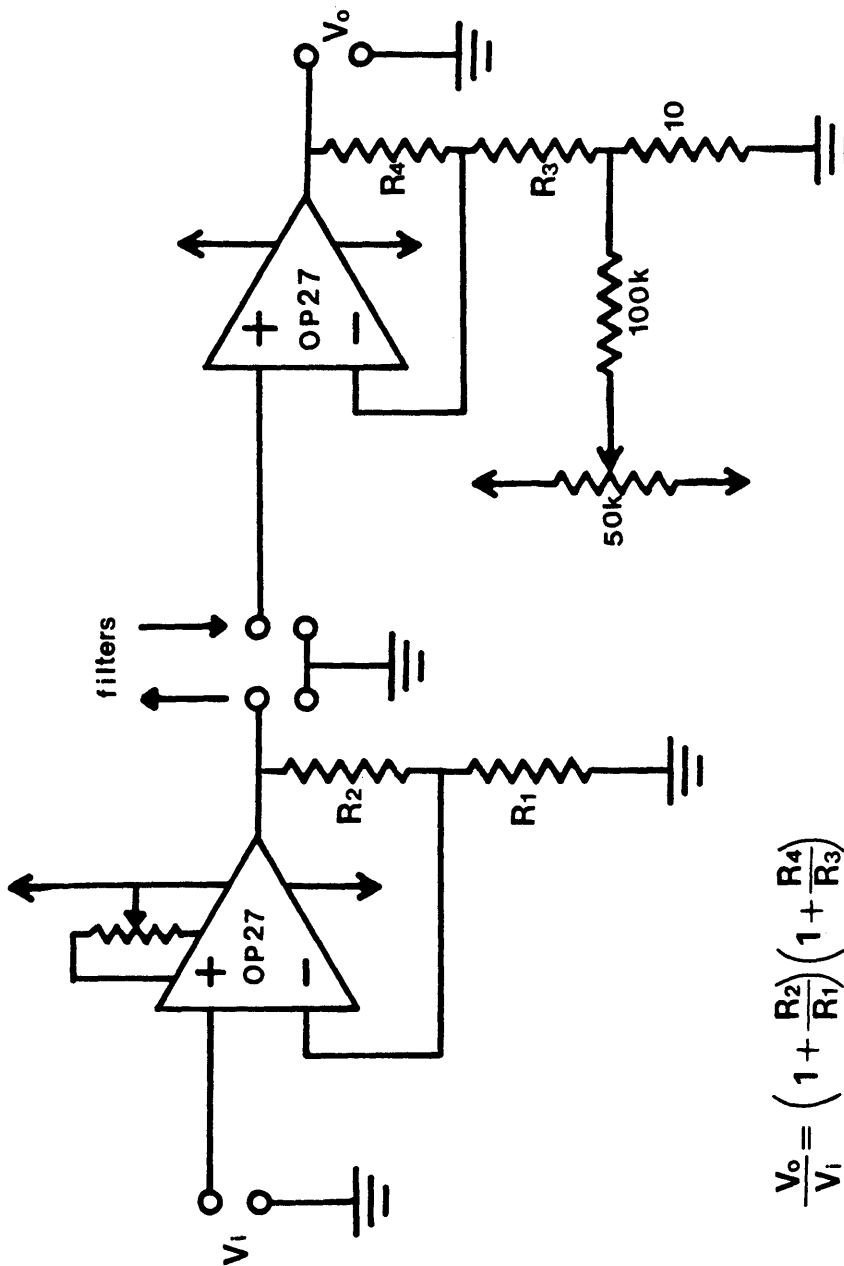 filters
Vi
+
OP27
−
R2
R1
+
OP27
−
Vo
R4
R3
10
100k
50k
Vo/Vi = (1 + R2/R1)(1 + R4/R3)